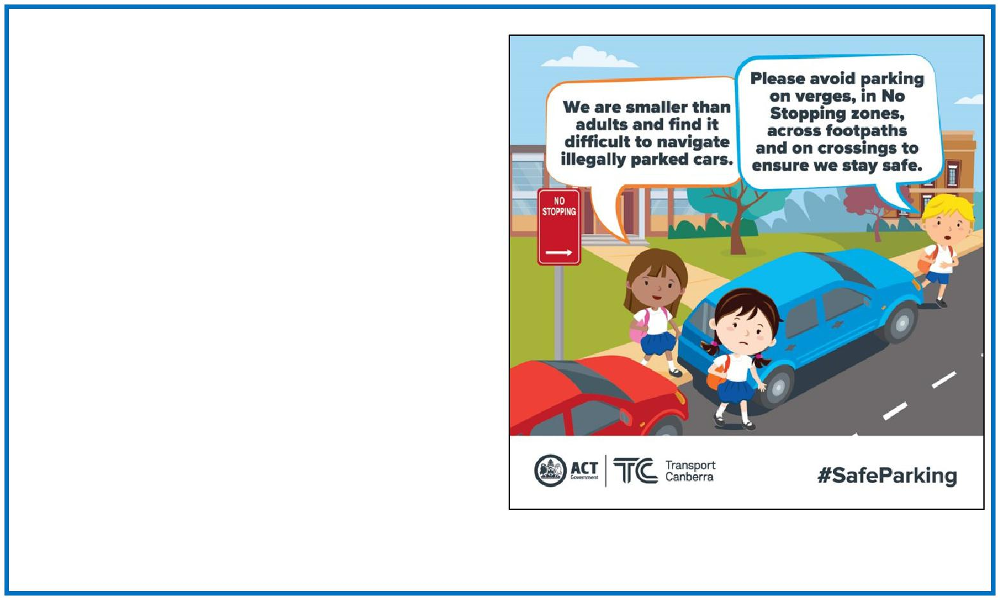 We are smaller than
adults and find it
difficult to navigate
illegally parked cars.
Please avoid parking
on verges, in No
Stopping zones,
across footpaths
and on crossings to
ensure we stay safe.
NO
STOPPING
ACT
Government
TC
Transport
Canberra
#SafeParking